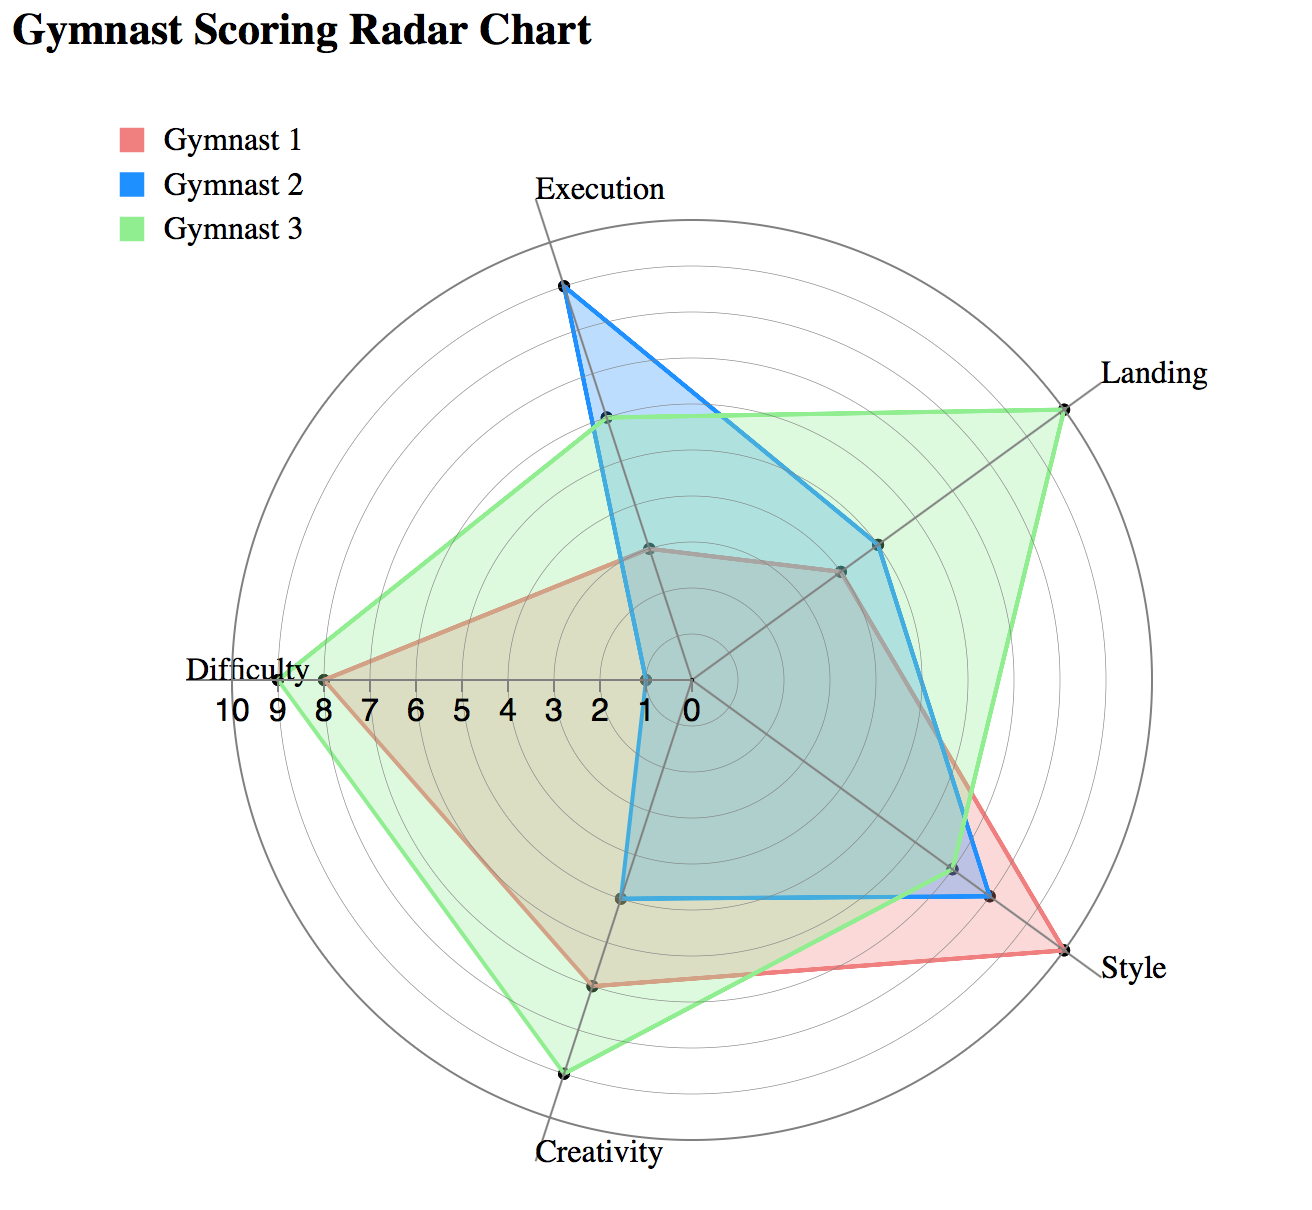 Gymnast Scoring Radar Chart
Gymnast 1
Gymnast 2
Gymnast 3
Execution
Landing
Difficulty
10 9 8 7 6 5 4 3 2 1 0
Style
Creativity